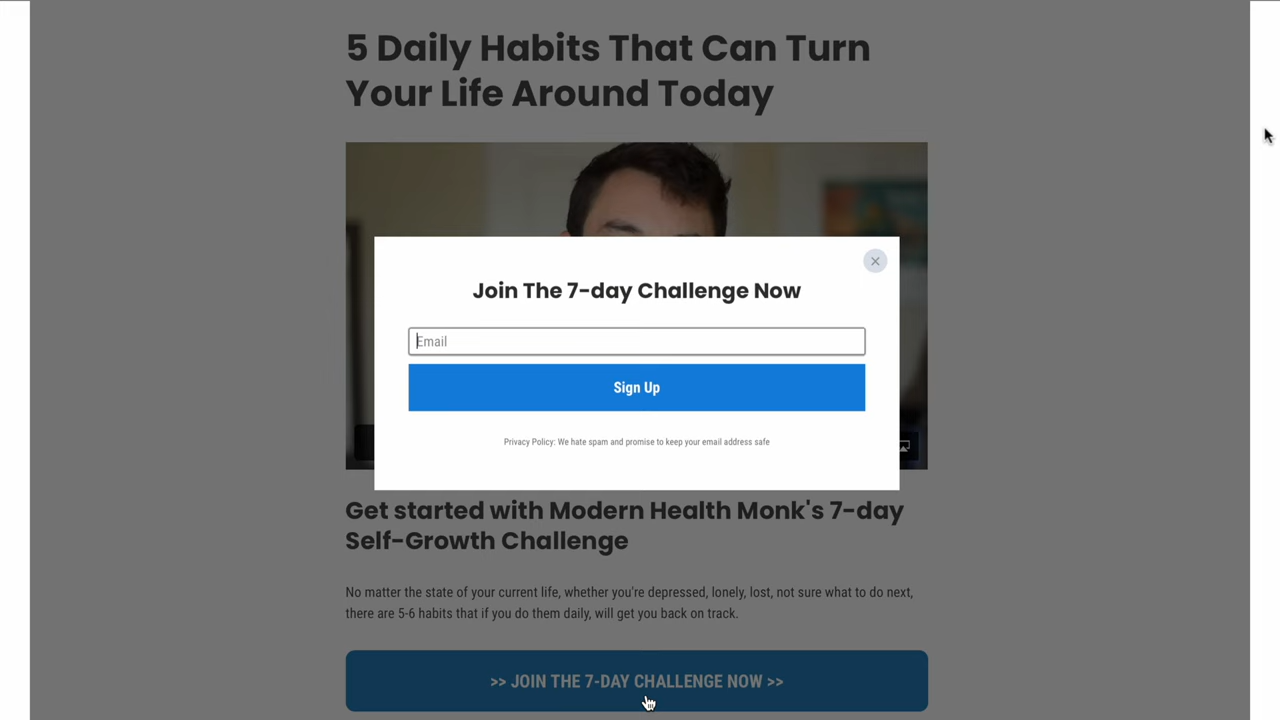 5 Daily Habits That Can Turn
Your Life Around Today
Join The 7-day Challenge Now
Email
Sign Up
Privacy Policy: We hate spam and promise to keep your email address safe
Get started with Modern Health Monk's 7-day
Self-Growth Challenge
No matter the state of your current life, whether you're depressed, lonely, lost, not sure what to do next,
there are 5-6 habits that if you do them daily, will get you back on track.
>> JOIN THE 7-DAY CHALLENGE NOW >>